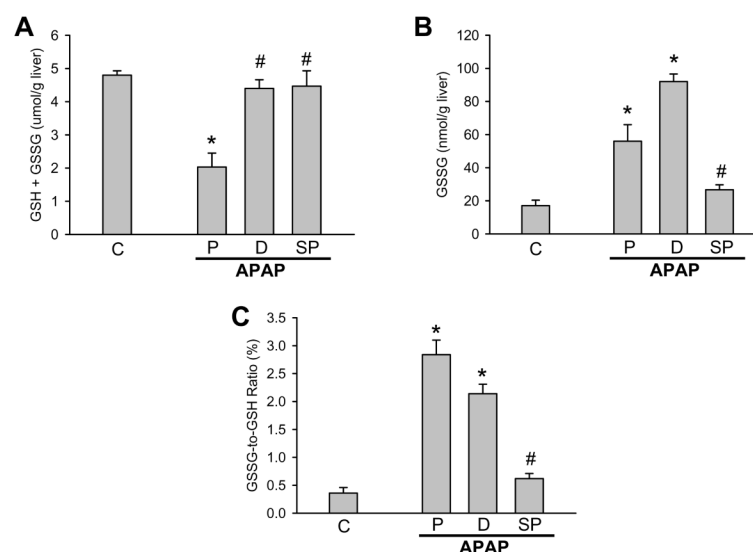 A
GSH + GSSG (umol/g liver)
6
5
4
3
2
1
0
*
#
#
C
P D SP
APAP
B
GSSG (nmol/g liver)
120
100
80
60
40
20
0
*
*
#
C
P D SP
APAP
C
GSSG-to-GSH Ratio (%)
3.5
3.0
2.5
2.0
1.5
1.0
0.5
0.0
*
*
#
C
P D SP
APAP